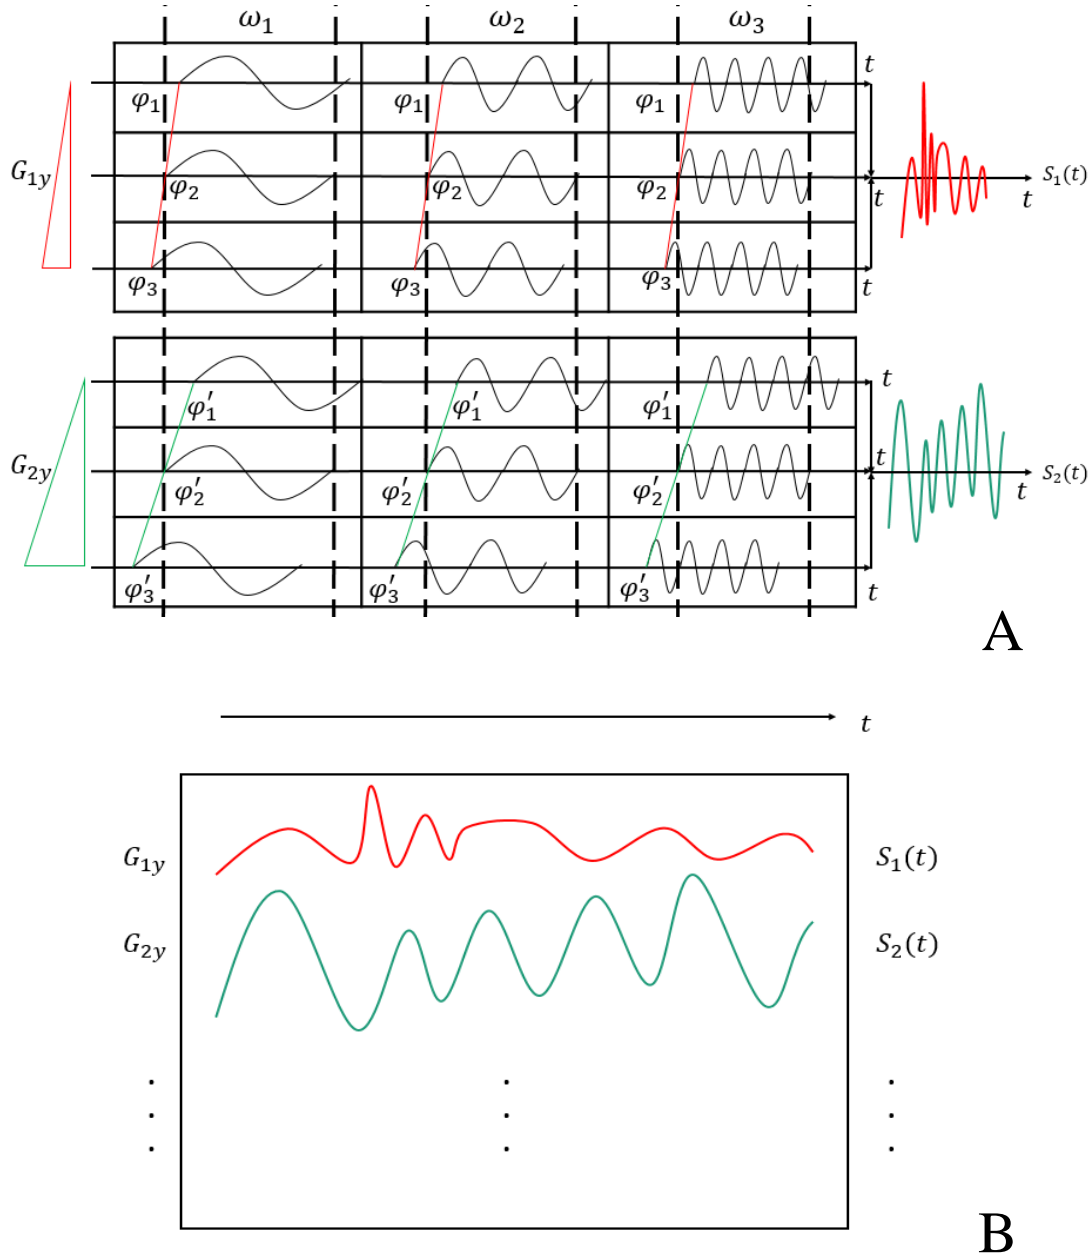 ω₁ ω₂ ω₃
t
φ₁ φ₁ φ₁
G₁y φ₂ φ₂ φ₂ t t S₁(t)
φ₃ φ₃ φ₃ t
t
φ′₁ φ′₁ φ′₁
G₂y φ′₂ φ′₂ φ′₂ t t S₂(t)
φ′₃ φ′₃ φ′₃ t
A
t
G₁y S₁(t)
G₂y S₂(t)
. . .
. . .
. . .
B